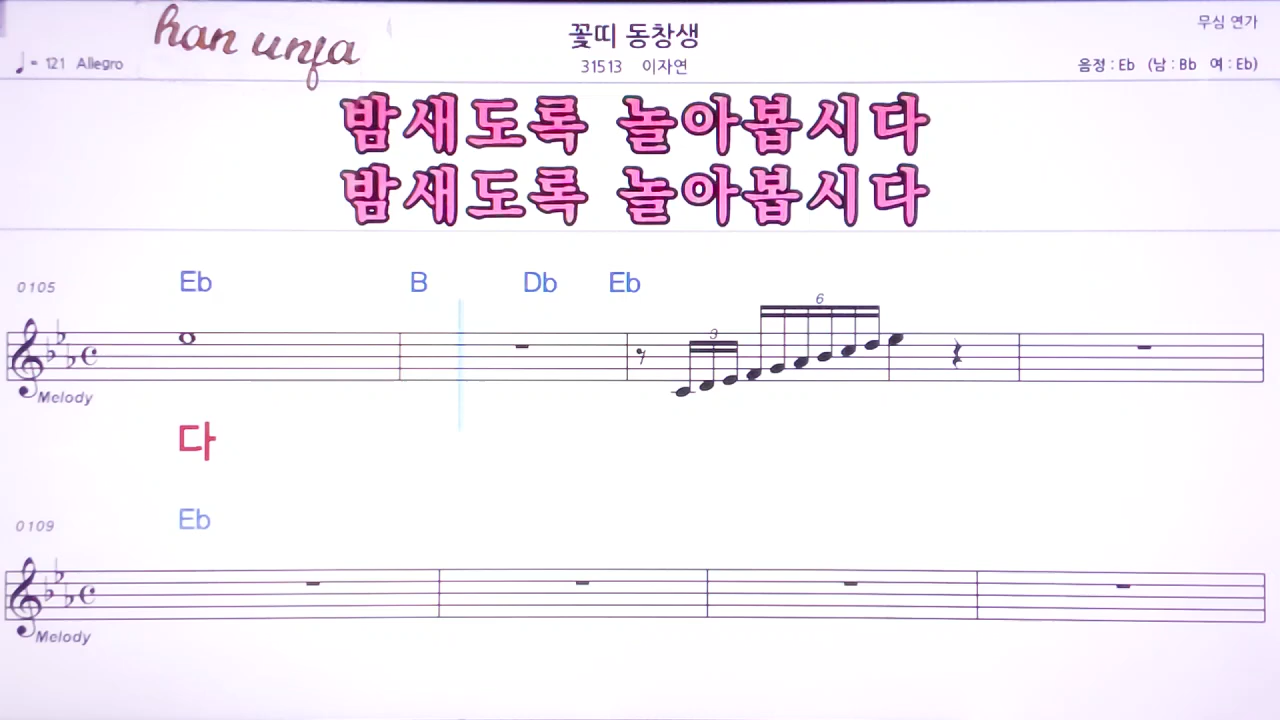 han unfa
꽃띠 동창생
무심 연가
♩= 121 Allegro
31513 이자연
음정 : Eb (남 : Bb 여 : Eb)
밤새도록 놀아봅시다
밤새도록 놀아봅시다
0105 Eb B Db Eb
3 6
Melody
다
0109 Eb
Melody